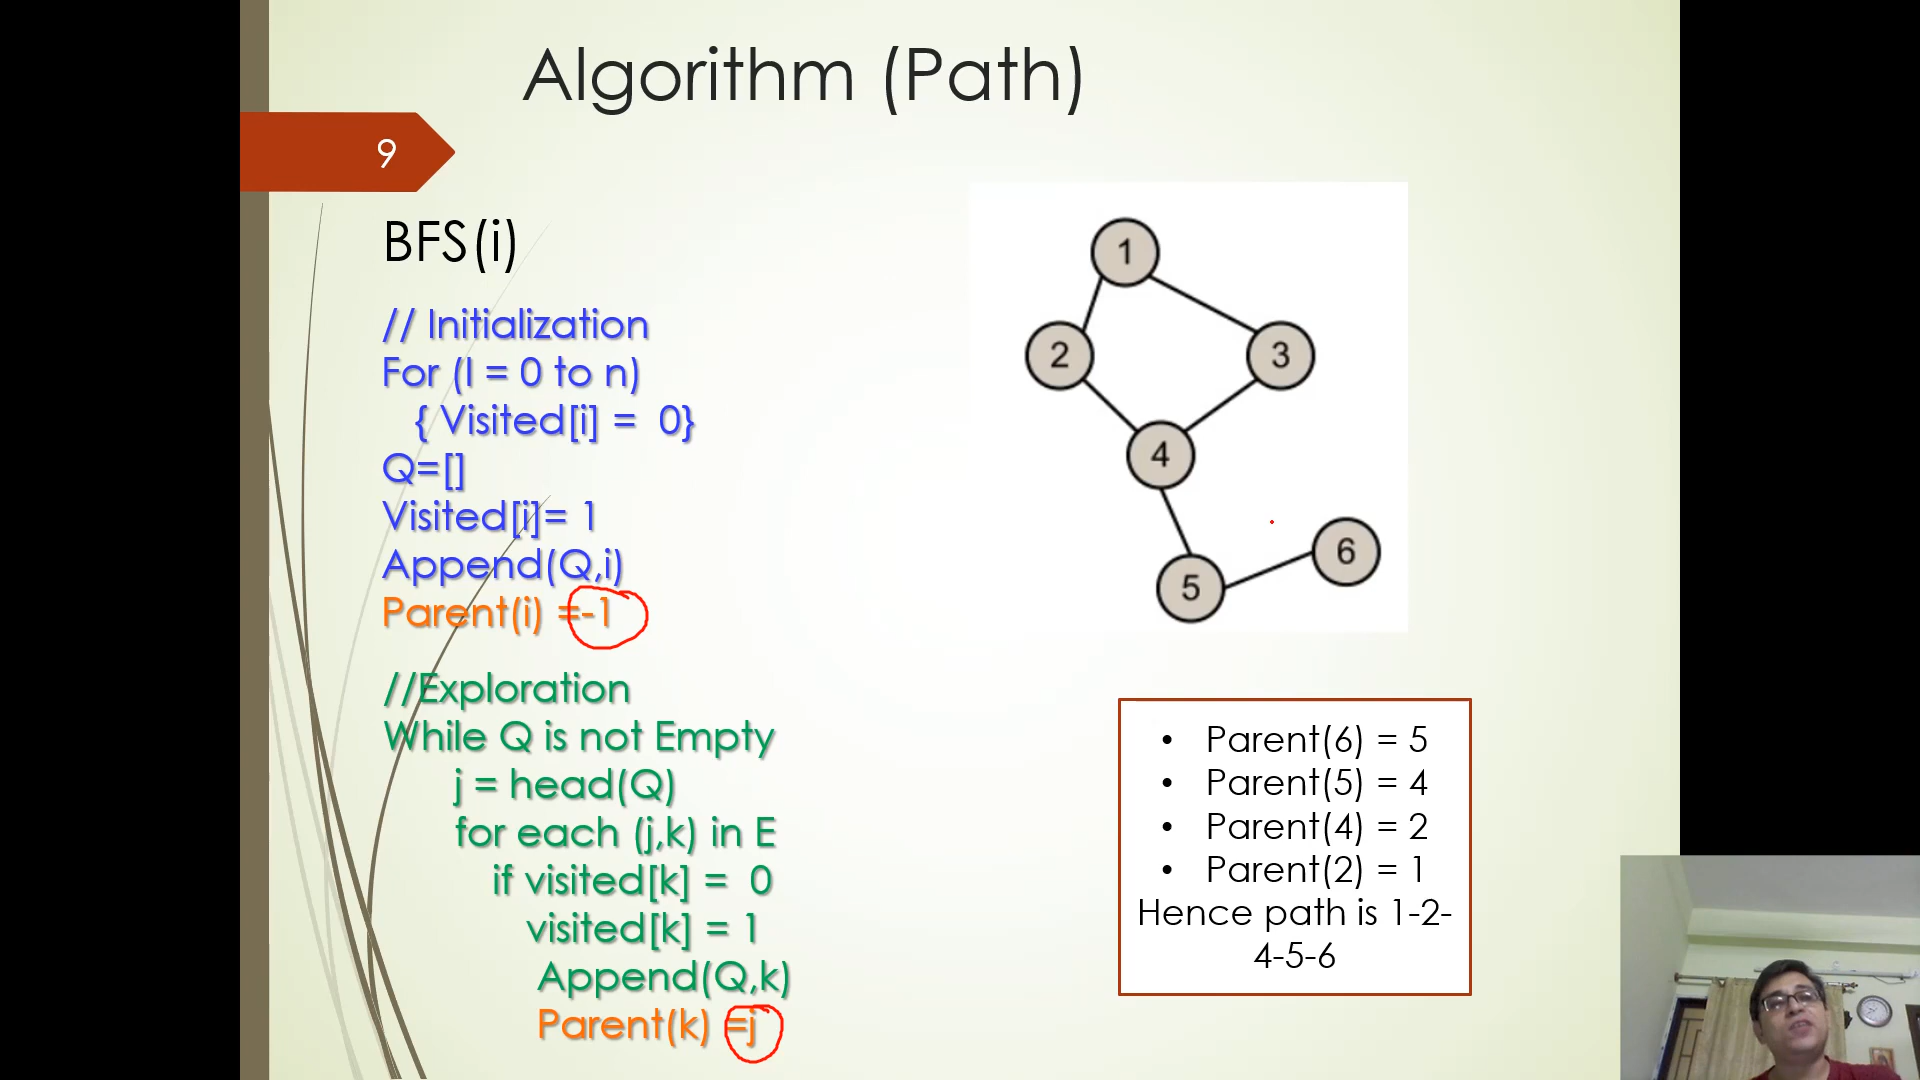 Algorithm (Path)
9
BFS(i)
// Initialization
For (I = 0 to n)
{ Visited[i] = 0}
Q=[]
Visited[i]= 1
Append(Q,i)
Parent(i) =-1
//Exploration
While Q is not Empty
j = head(Q)
for each (j,k) in E
if visited[k] = 0
visited[k] = 1
Append(Q,k)
Parent(k) =j
1
2
3
4
5
6
• Parent(6) = 5
• Parent(5) = 4
• Parent(4) = 2
• Parent(2) = 1
Hence path is 1-2-
4-5-6